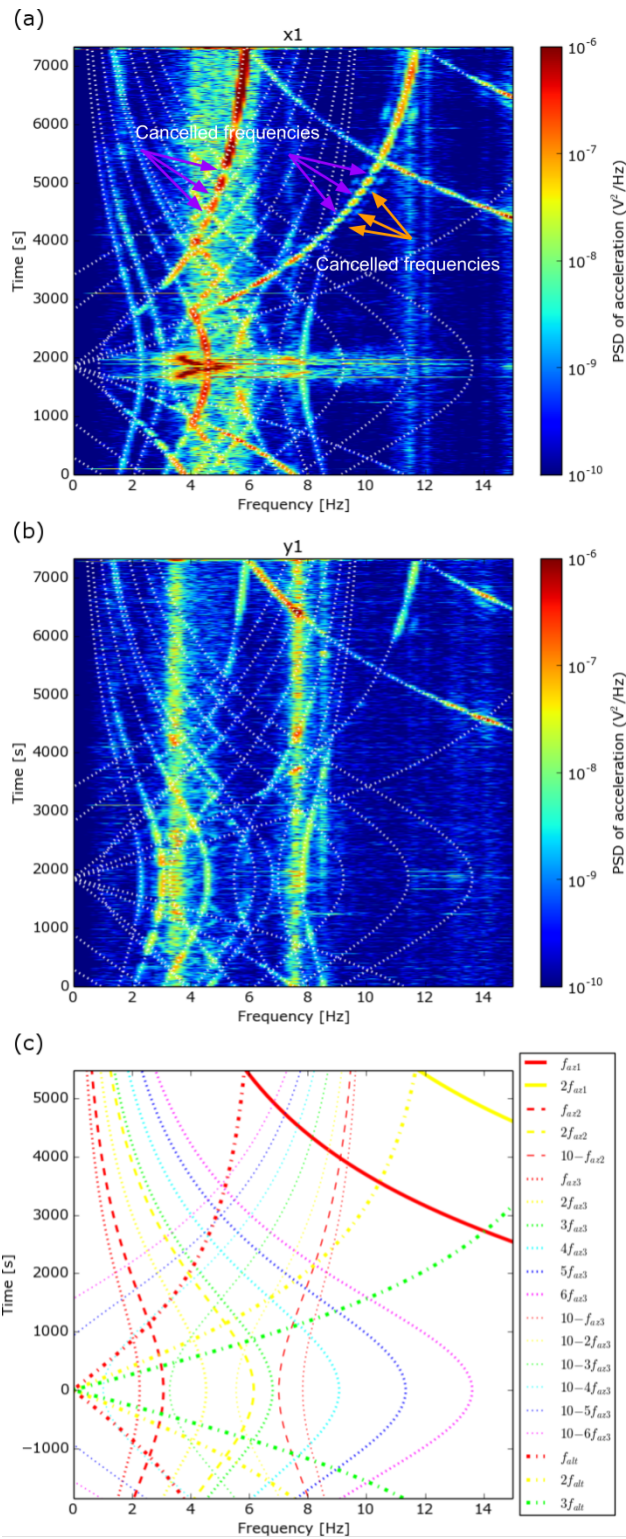 (a)
x1
7000
6000
5000
4000
3000
2000
1000
0
Time [s]
Cancelled frequencies
Cancelled frequencies
0 2 4 6 8 10 12 14
Frequency [Hz]
10⁻⁶
10⁻⁷
10⁻⁸
10⁻⁹
10⁻¹⁰
PSD of acceleration (V²/Hz)
(b)
y1
7000
6000
5000
4000
3000
2000
1000
0
Time [s]
0 2 4 6 8 10 12 14
Frequency [Hz]
10⁻⁶
10⁻⁷
10⁻⁸
10⁻⁹
10⁻¹⁰
PSD of acceleration (V²/Hz)
(c)
5000
4000
3000
2000
1000
0
−1000
Time [s]
0 2 4 6 8 10 12 14
Frequency [Hz]
f_az1
2f_az1
f_az2
2f_az2
10−f_az2
f_az3
2f_az3
3f_az3
4f_az3
5f_az3
6f_az3
10−f_az3
10−2f_az3
10−3f_az3
10−4f_az3
10−5f_az3
10−6f_az3
f_alt
2f_alt
3f_alt